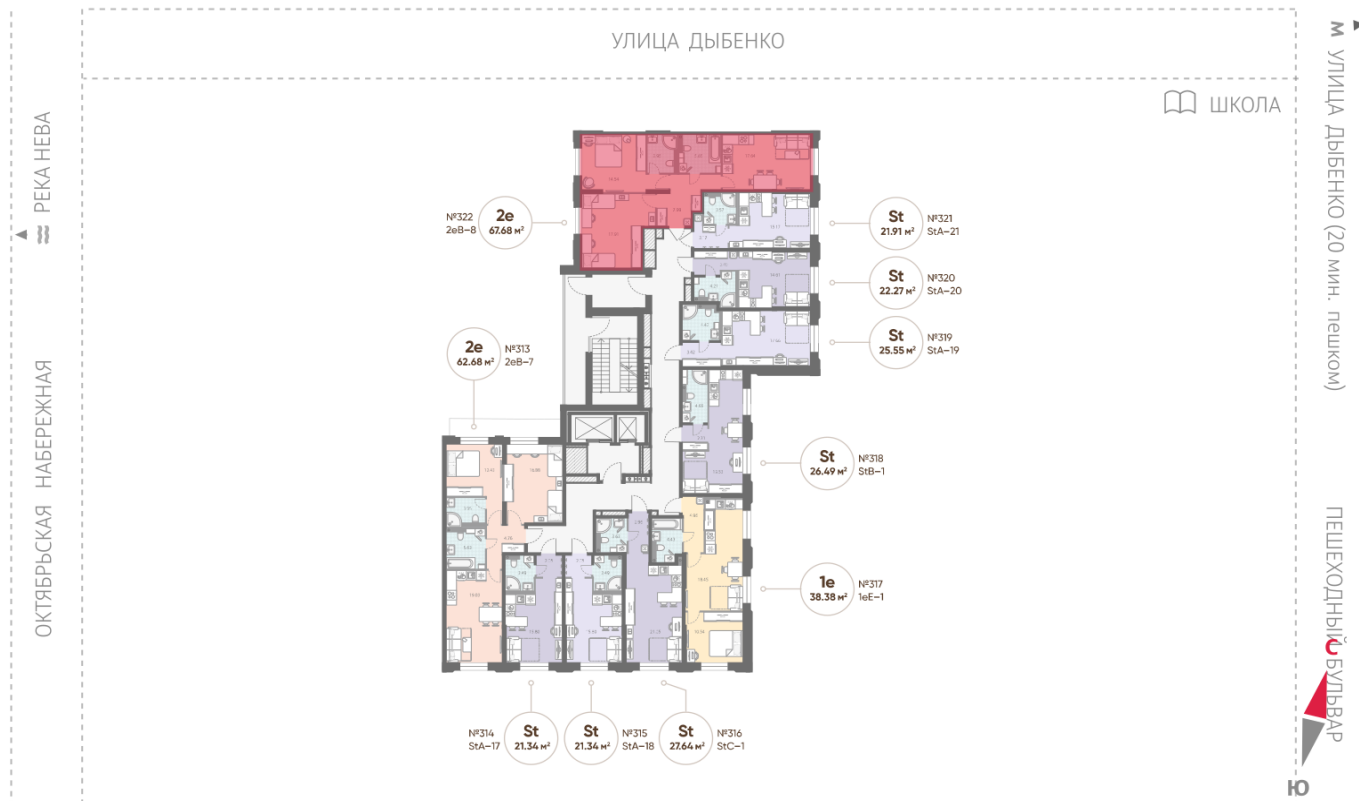 УЛИЦА ДЫБЕНКО
М УЛИЦА ДЫБЕНКО (20 мин. пешком)
ШКОЛА
РЕКА НЕВА
ОКТЯБРЬСКАЯ НАБЕРЕЖНАЯ
ПЕШЕХОДНЫЙ БУЛЬВАР
№322
2eB–8
2e
67.68 м²
St
21.91 м²
№321
StA–21
St
22.27 м²
№320
StA–20
St
25.55 м²
№319
StA–19
2e
62.68 м²
№313
2eB–7
St
26.49 м²
№318
StB–1
1e
38.38 м²
№317
1eE–1
№314
StA–17
St
21.34 м²
St
21.34 м²
№315
StA–18
St
27.64 м²
№316
StC–1
С
Ю